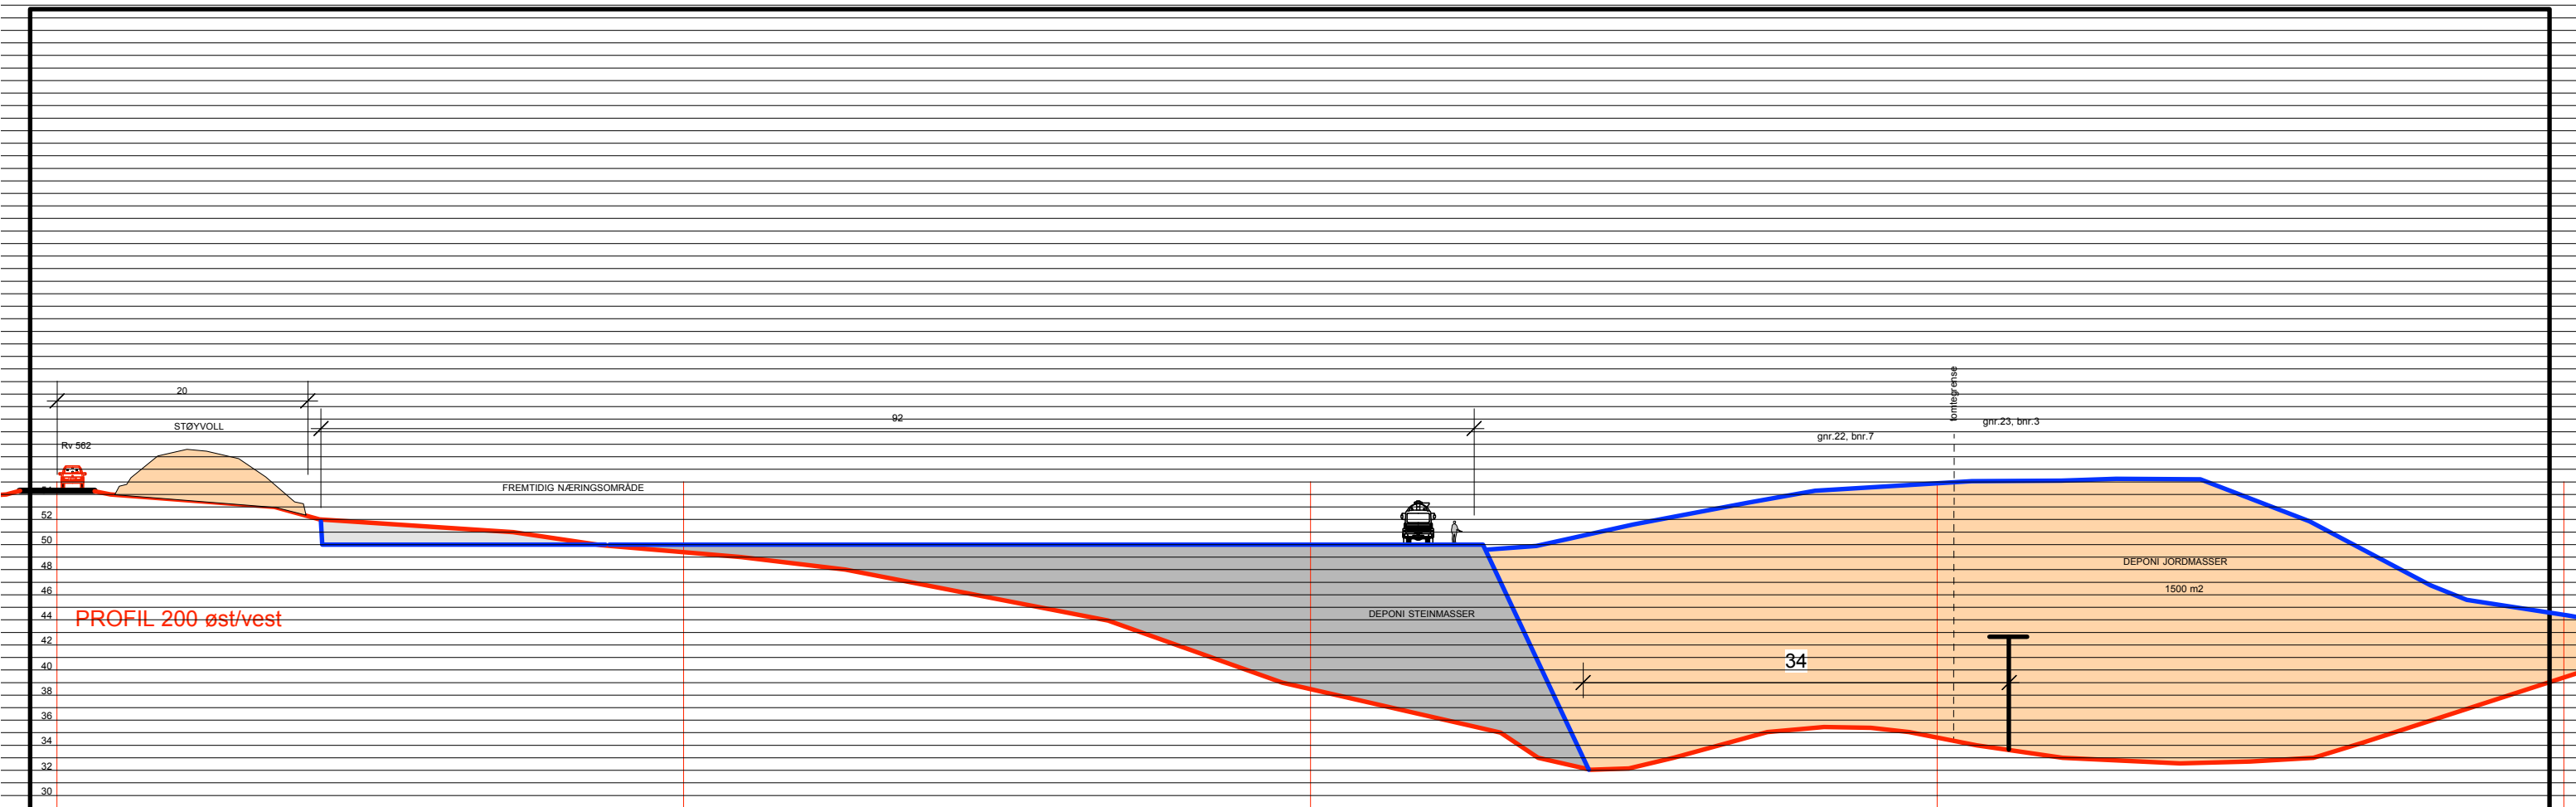 20
92
STØYVOLL
tomtegrense
gnr.23, bnr.3
gnr.22, bnr.7
Rv 562
FREMTIDIG NÆRINGSOMRÅDE
52
50
48
DEPONI JORDMASSER
46
1500 m2
44
PROFIL 200 øst/vest
DEPONI STEINMASSER
42
40
34
38
36
34
32
30